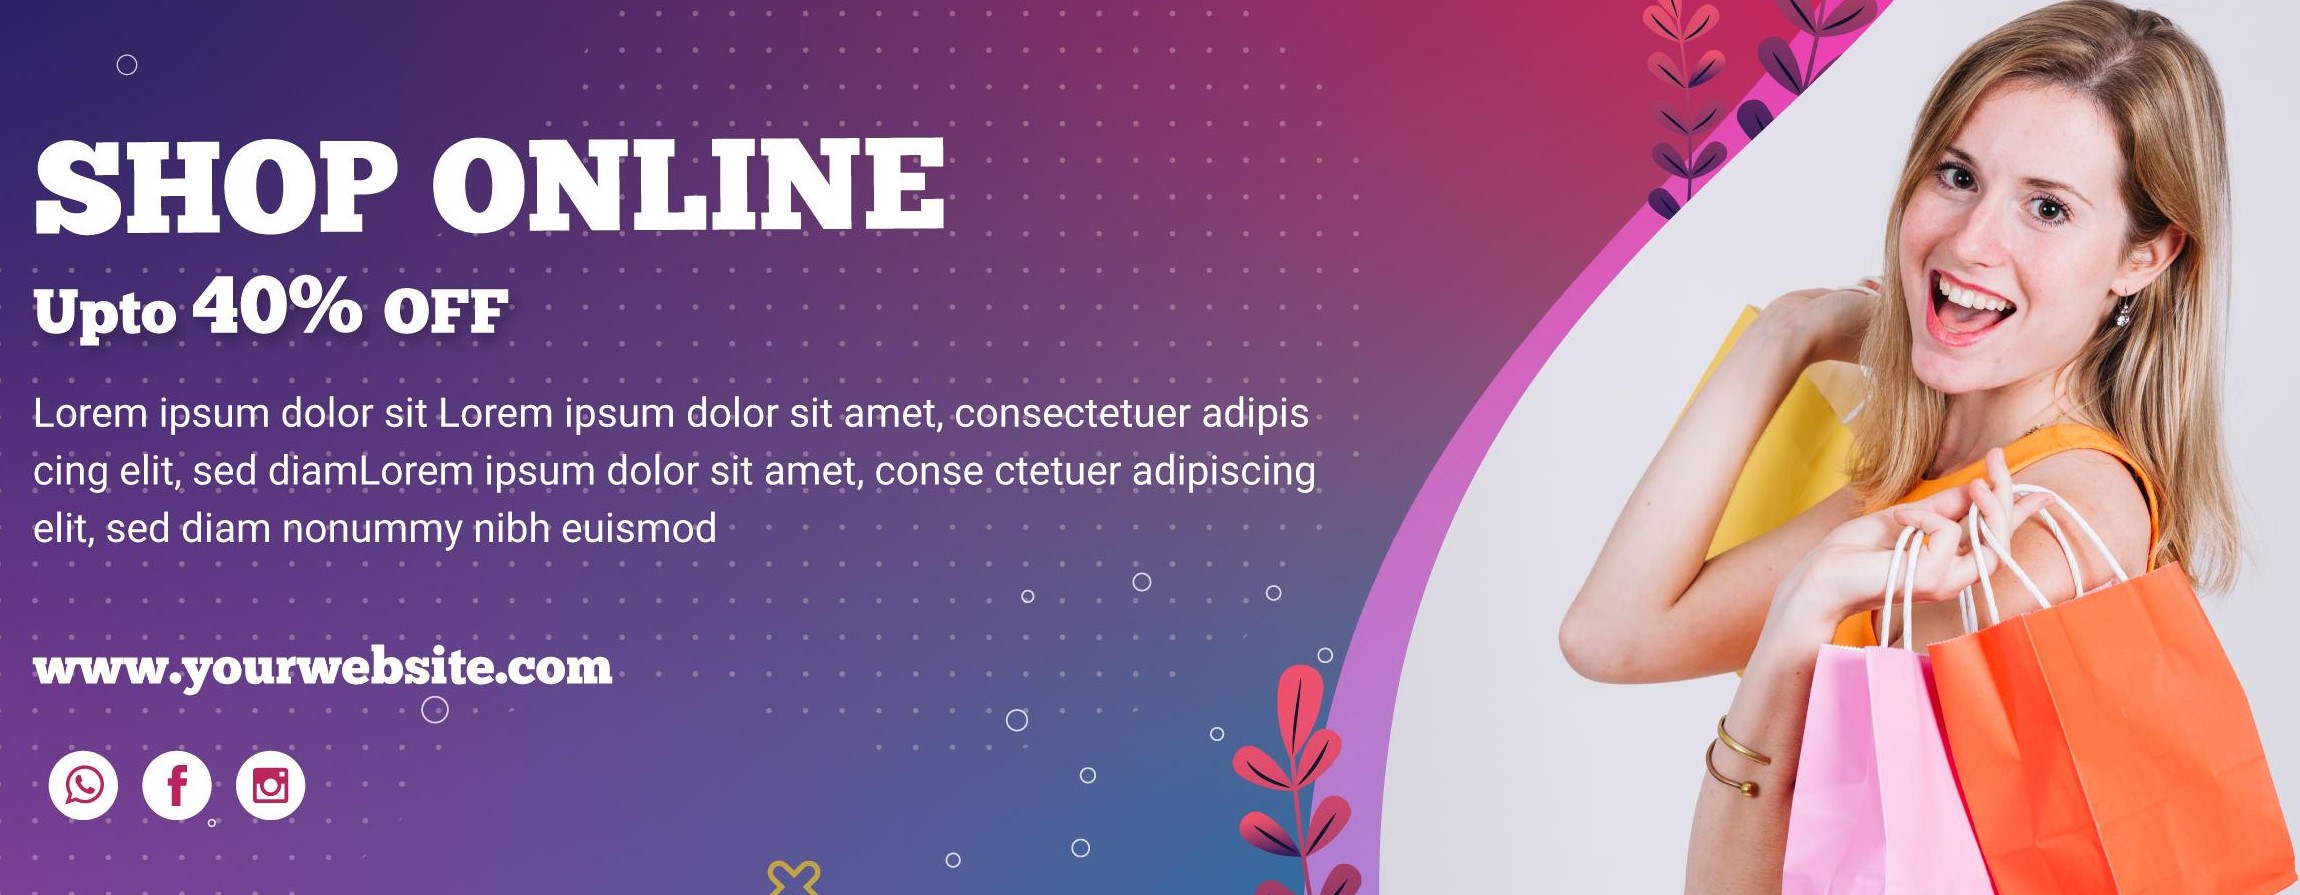 SHOP ONLINE
Upto 40% OFF
Lorem ipsum dolor sit Lorem ipsum dolor sit amet, consectetuer adipis
cing elit, sed diamLorem ipsum dolor sit amet, conse ctetuer adipiscing
elit, sed diam nonummy nibh euismod
www.yourwebsite.com